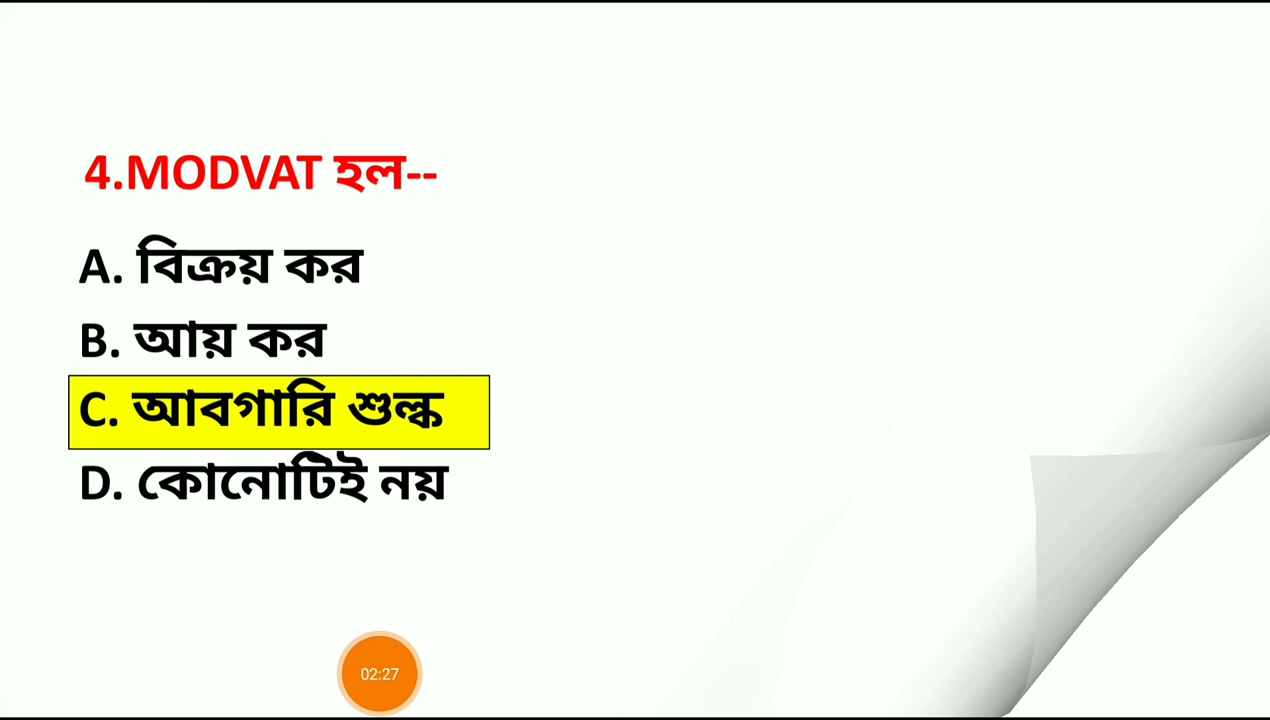 4.MODVAT হল--
A. বিক্রয় কর
B. আয় কর
C. আবগারি শুল্ক
D. কোনোটিই নয়
02:27